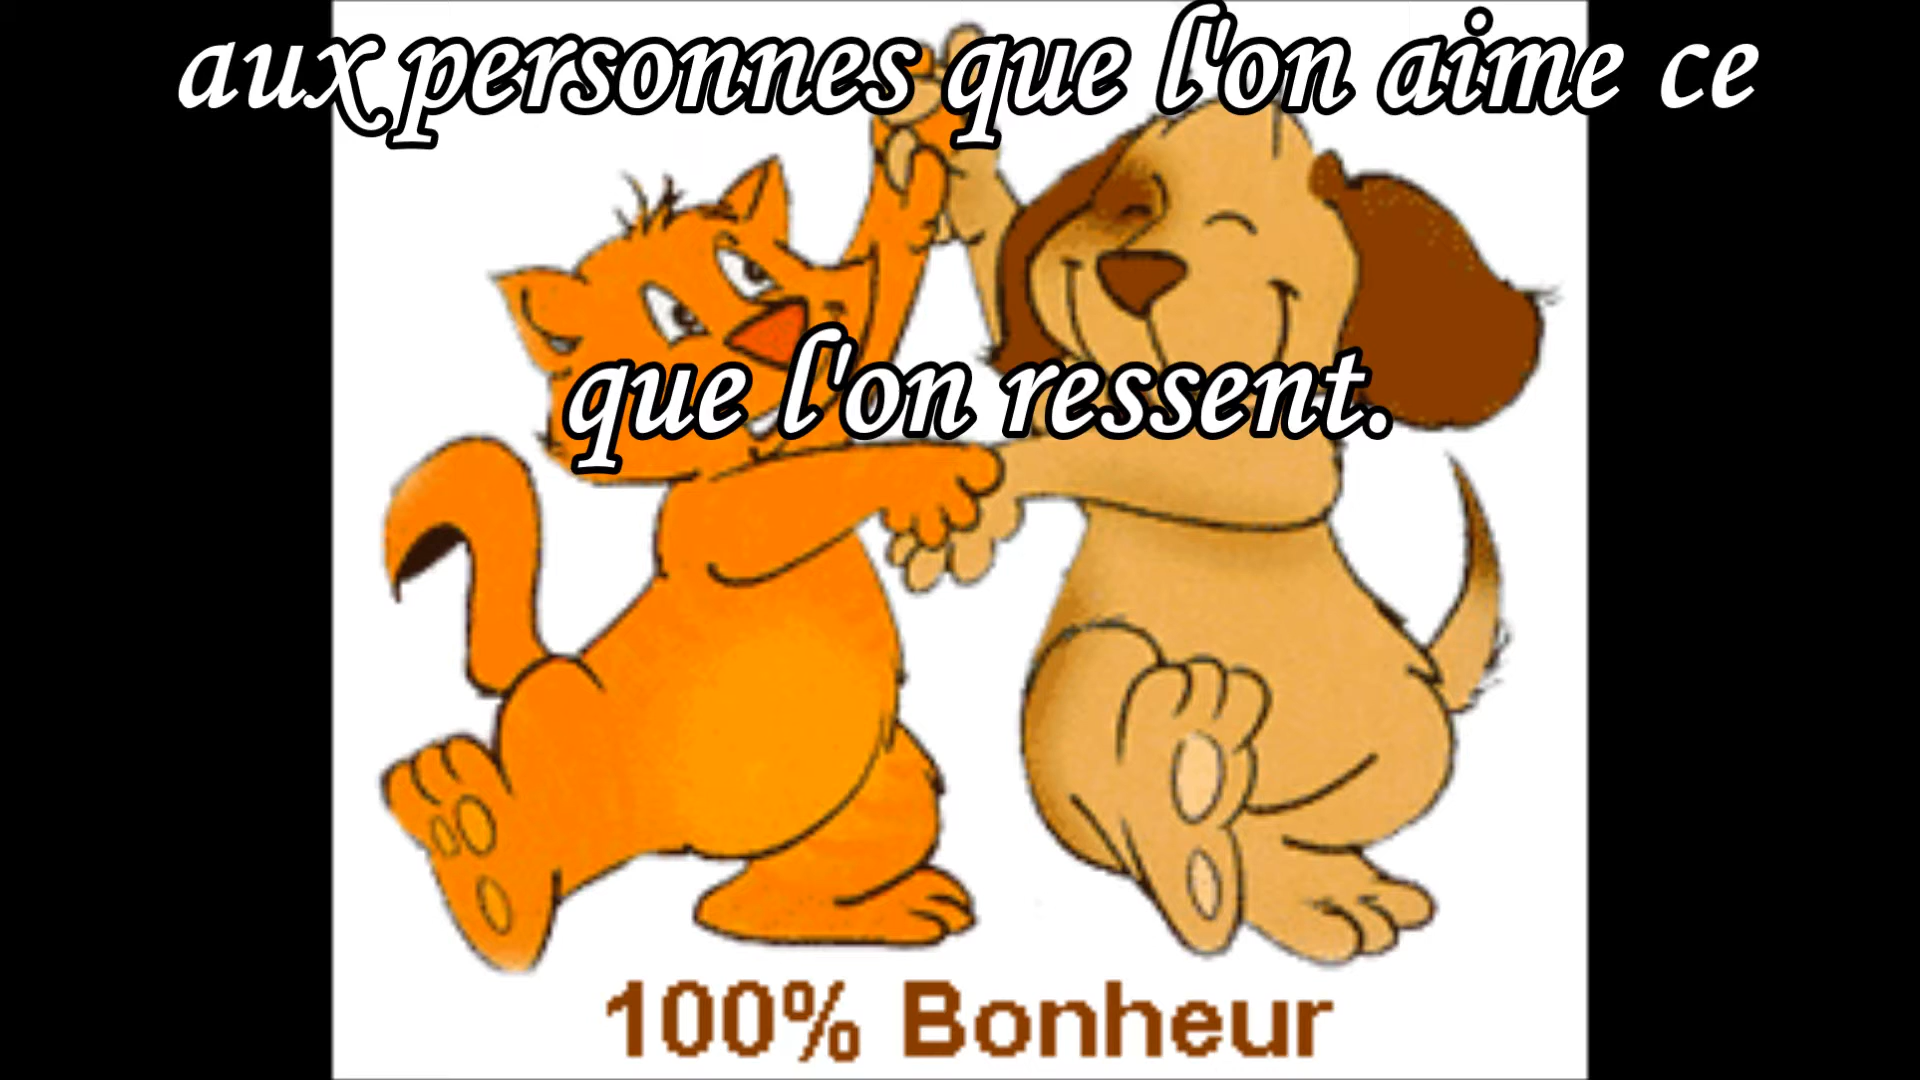 aux personnes que l'on aime ce
que l'on ressent.
100% Bonheur